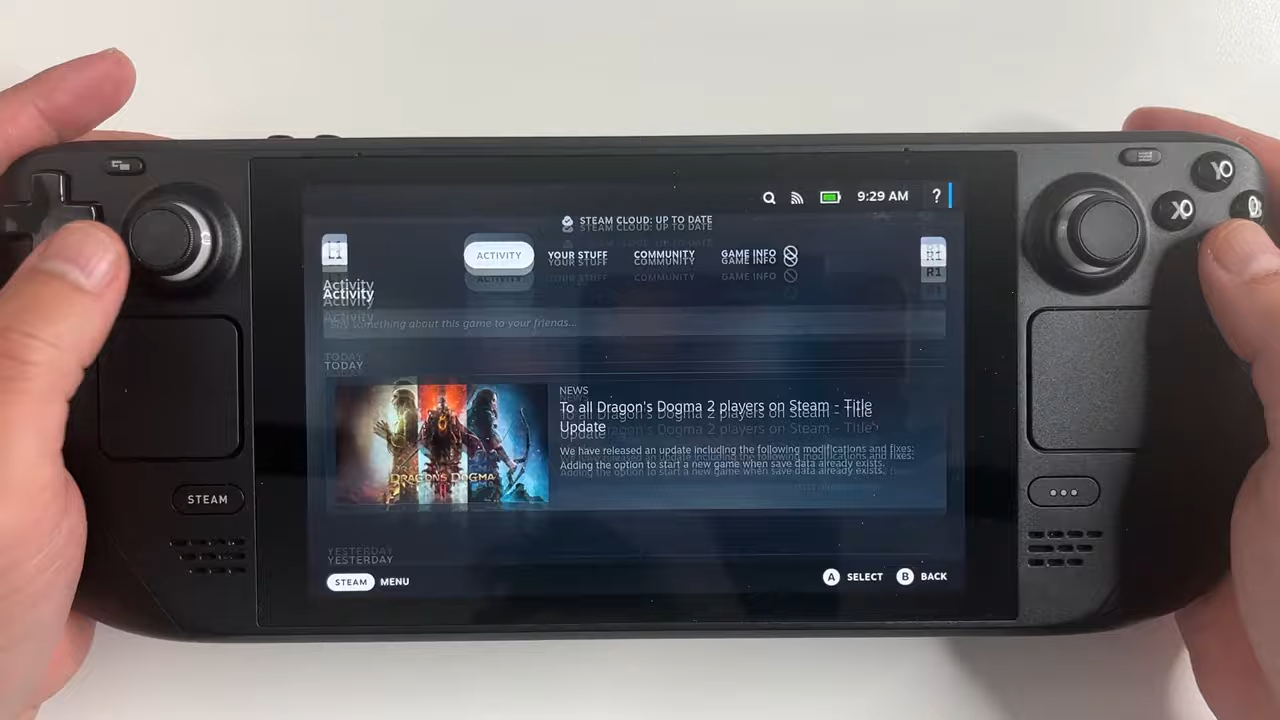 9:29 AM ?
STEAM CLOUD: UP TO DATE
L1 ACTIVITY YOUR STUFF COMMUNITY GAME INFO R1
Activity
Say something about this game to your friends...
TODAY
NEWS
To all Dragon's Dogma 2 players on Steam - Title
Update
We have released an update including the following modifications and fixes:
Adding the option to start a new game when save data already exists.
DRAGON'S DOGMA
YESTERDAY
STEAM MENU
A SELECT B BACK
STEAM
Y
X